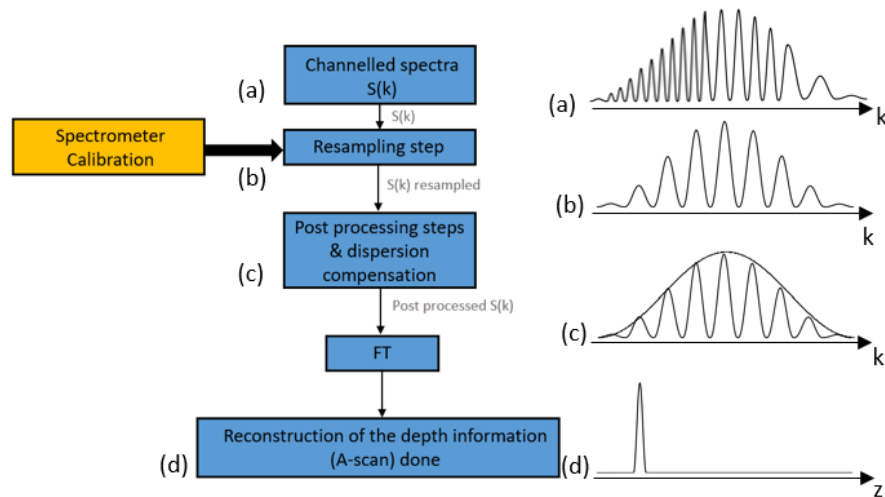 (a)
Channelled spectra
S(k)
S(k)
Spectrometer
Calibration
(b)
Resampling step
S(k) resampled
(c)
Post processing steps
& dispersion
compensation
Post processed S(k)
FT
(d)
Reconstruction of the depth information
(A-scan) done
(a)
k
(b)
k
(c)
k
(d)
z